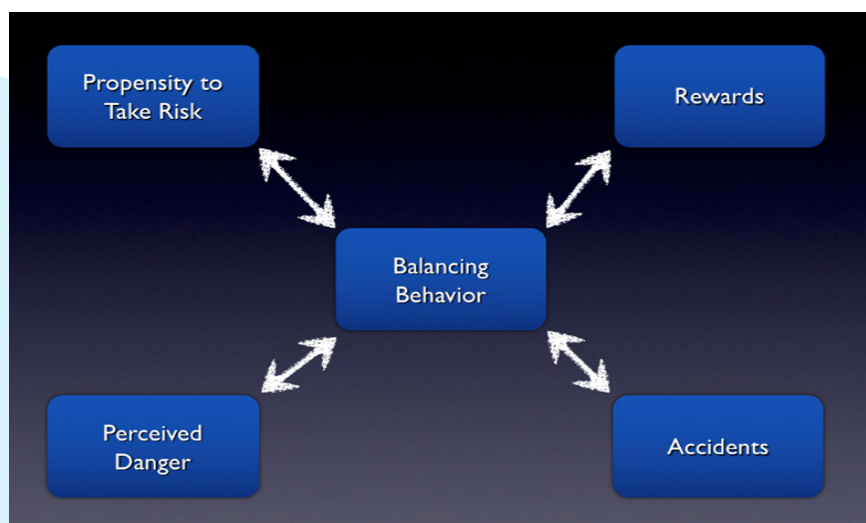 Propensity to
Take Risk
Rewards
Balancing
Behavior
Perceived
Danger
Accidents